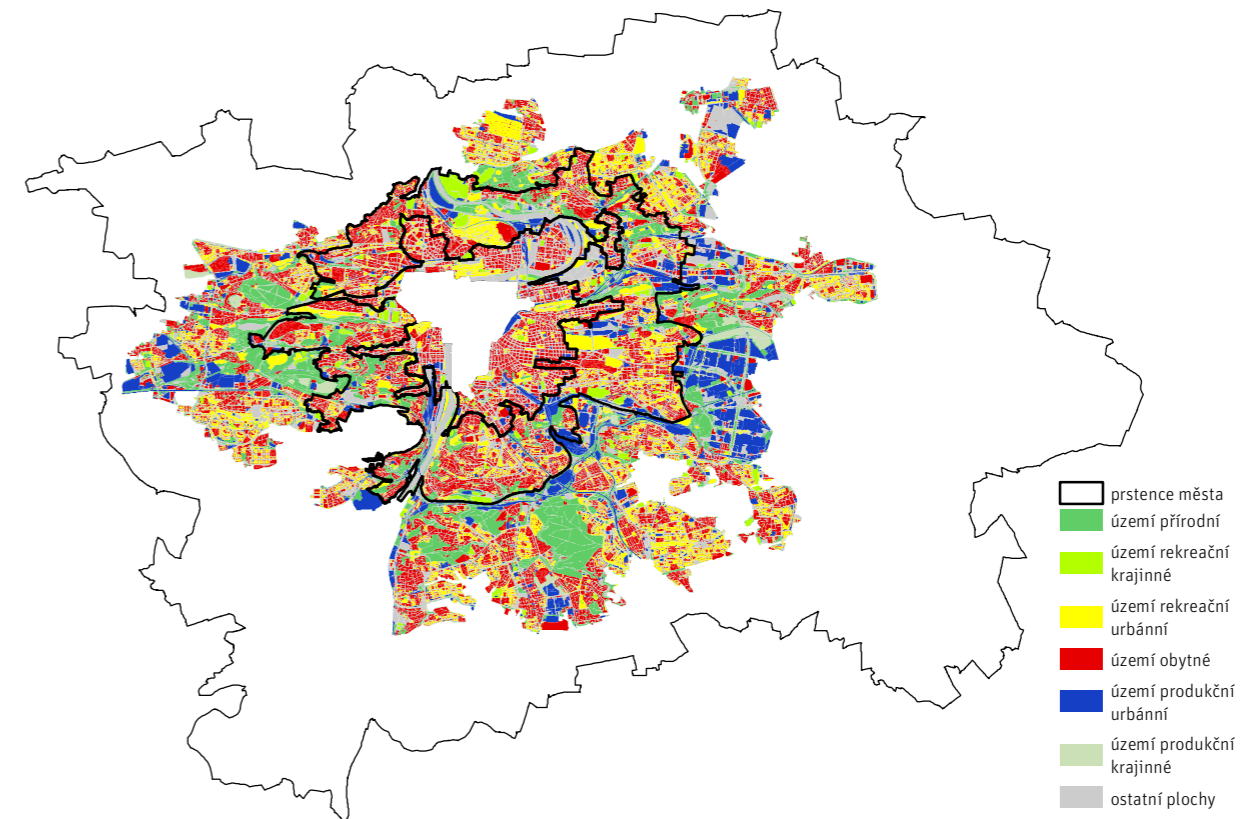 prstence města
území přírodní
území rekreační
krajinné
území rekreační
urbánní
území obytné
území produkční
urbánní
území produkční
krajinné
ostatní plochy